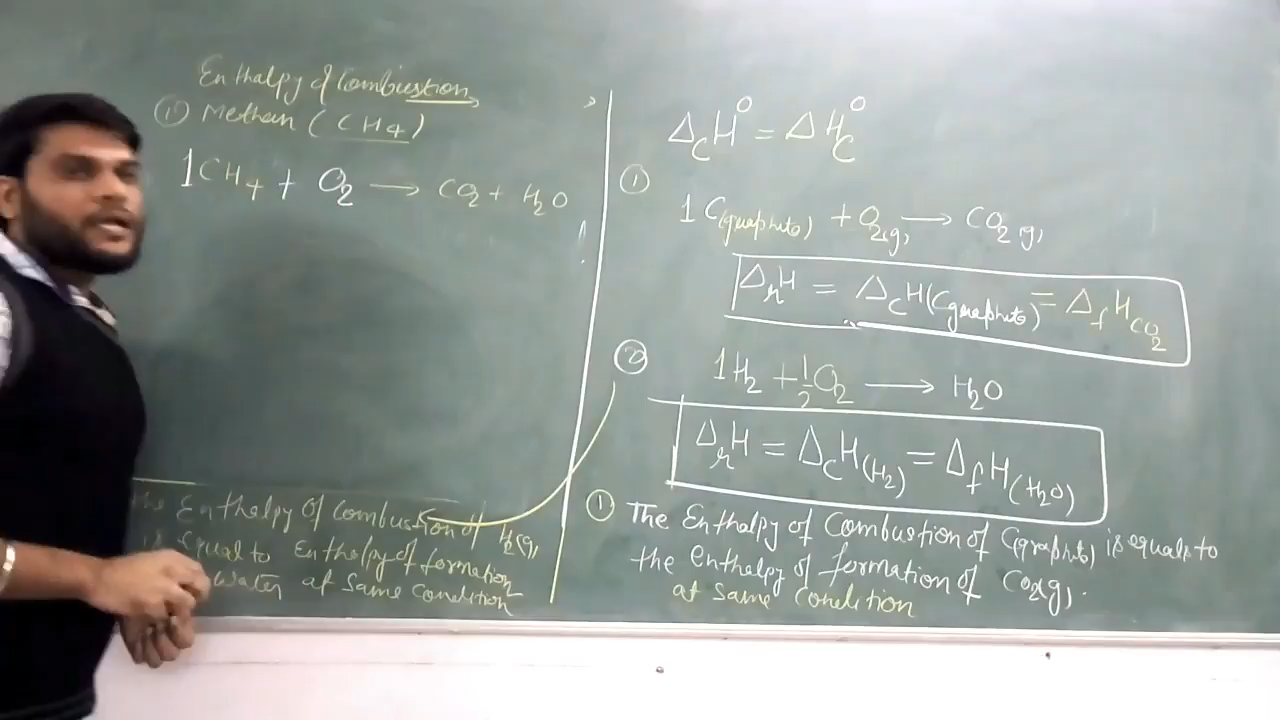 Enthalpy of Combustion
(i) Methan (CH4)
1CH4 + O2 → CO2 + H2O
The Enthalpy of Combustion of H2(g)
is Equal to Enthalpy of formation
Water at Same Condition
ΔcH° = ΔH°c
①
1C(graphite) + O2(g) → CO2(g)
ΔrH = ΔcH(Cgraphite) = ΔfHCO2
②
1H2 + 1/2 O2 → H2O
ΔrH = ΔcH(H2) = ΔfH(H2O)
① The Enthalpy of Combustion of C(graphite) is equals to
the Enthalpy of formation of CO2(g).
at Same Condition